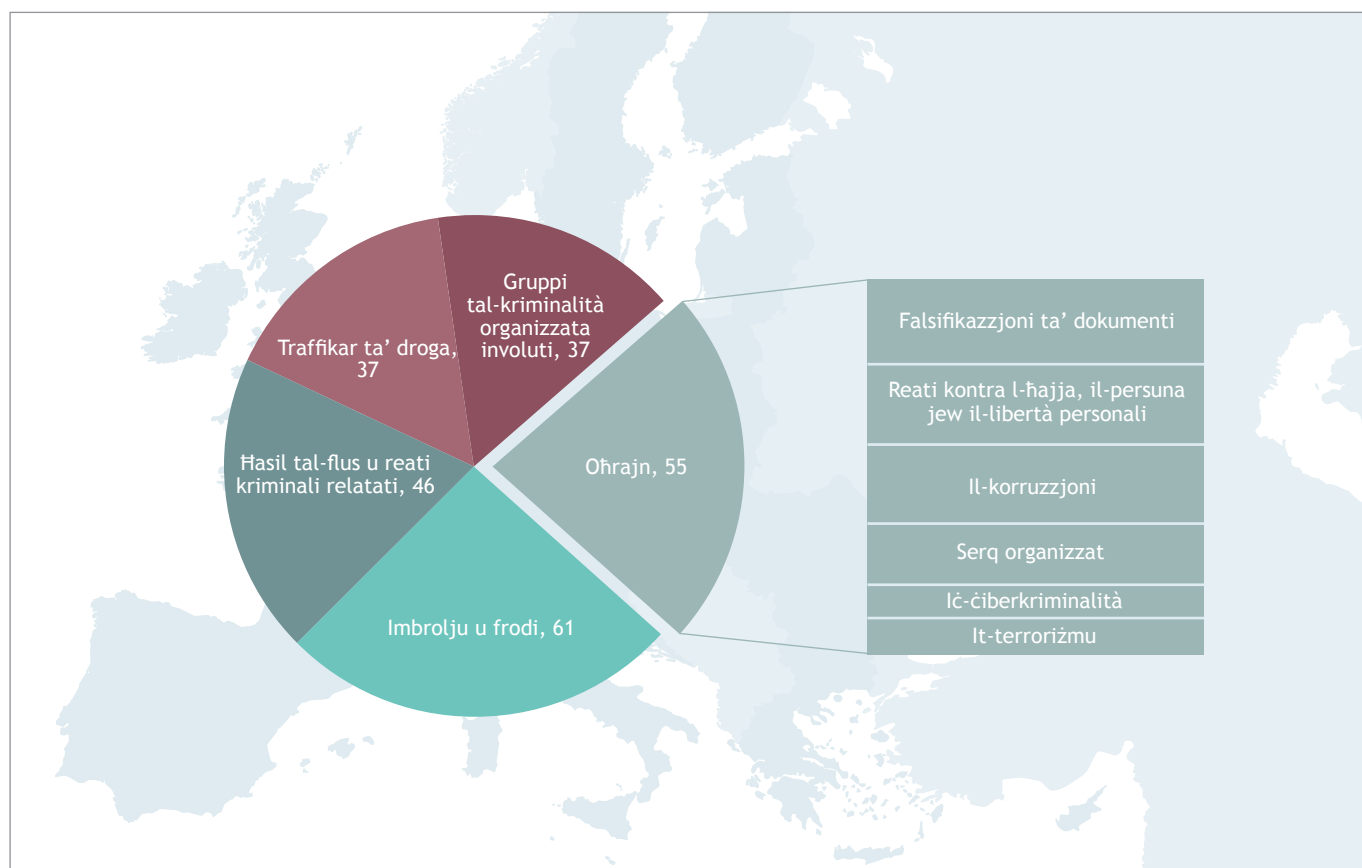 Gruppi
tal-kriminalità
organizzata
involuti, 37
Traffikar ta’ droga,
37
Ħasil tal-flus u reati
kriminali relatati, 46
Oħrajn, 55
Imbrolju u frodi, 61
Falsifikazzjoni ta’ dokumenti
Reati kontra l-ħajja, il-persuna
jew il-libertà personali
Il-korruzzjoni
Serq organizzat
Iċ-ċiberkriminalità
It-terroriżmu